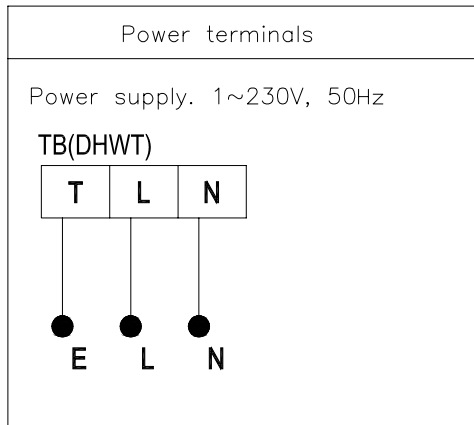 Power terminals
Power supply. 1~230V, 50Hz
TB(DHWT)
T L N
E L N